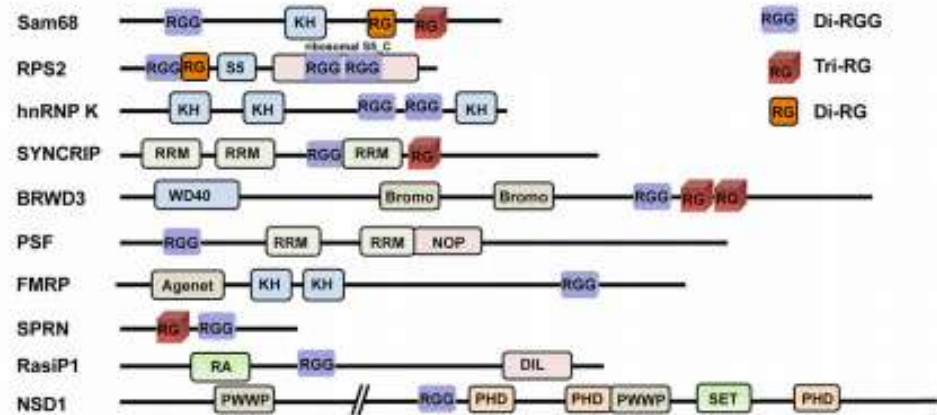 Sam68 RGG KH RG RG RGG Di-RGG
ribosomal S5_C
RPS2 RGG RG SS RGG RGG RG Tri-RG
hnRNP K KH KH RGG RGG KH RG Di-RG
SYNCRIP RRM RRM RGG RRM RG
BRWD3 WD40 Bromo Bromo RGG RG RG
PSF RGG RRM RRM NOP
FMRP Agenet KH KH RGG
SPRN RG RGG
RasiP1 RA RGG DIL
NSD1 PWWP // RGG PHD PHD PWWP SET PHD